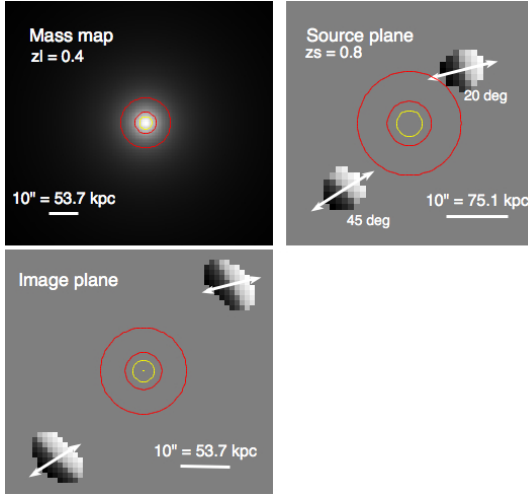 Mass map
zl = 0.4
10" = 53.7 kpc
Source plane
zs = 0.8
20 deg
45 deg
10" = 75.1 kpc
Image plane
10" = 53.7 kpc